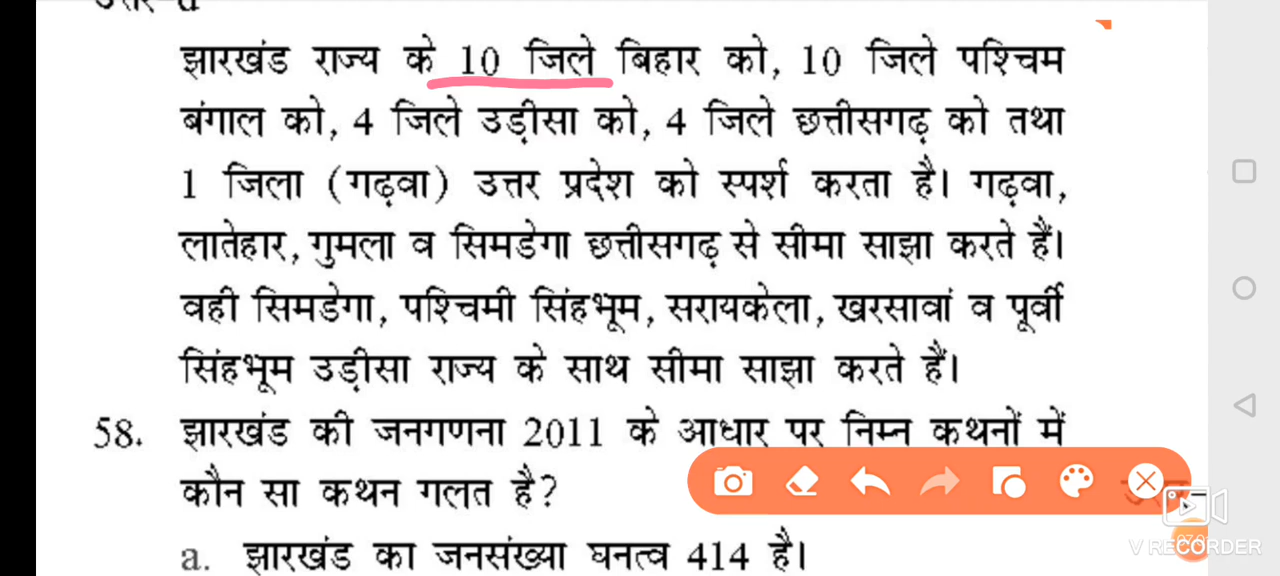 उत्तर-d
झारखंड राज्य के 10 जिले बिहार को, 10 जिले पश्चिम
बंगाल को, 4 जिले उड़ीसा को, 4 जिले छत्तीसगढ़ को तथा
1 जिला (गढ़वा) उत्तर प्रदेश को स्पर्श करता है। गढ़वा,
लातेहार, गुमला व सिमडेगा छत्तीसगढ़ से सीमा साझा करते हैं।
वही सिमडेगा, पश्चिमी सिंहभूम, सरायकेला, खरसावां व पूर्वी
सिंहभूम उड़ीसा राज्य के साथ सीमा साझा करते हैं।
58. झारखंड की जनगणना 2011 के आधार पर निम्न कथनों में
कौन सा कथन गलत है?
a. झारखंड का जनसंख्या घनत्व 414 है।
V RECORDER